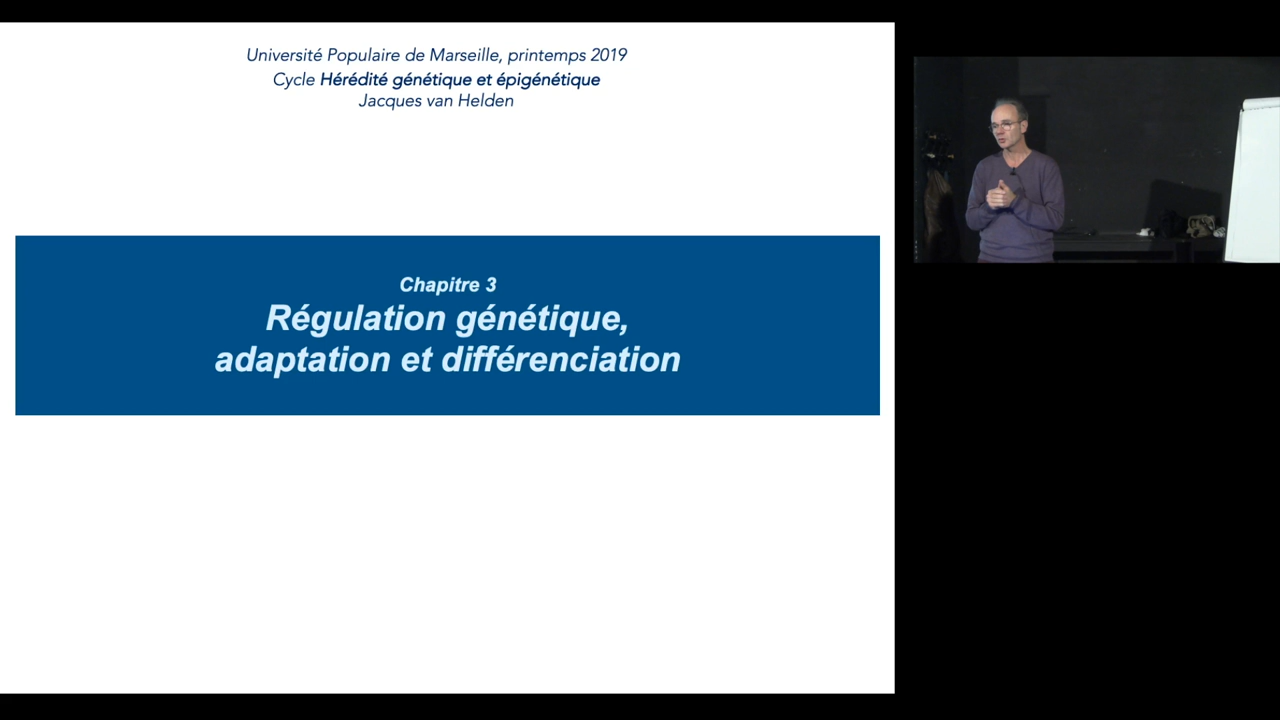 Université Populaire de Marseille, printemps 2019
Cycle Hérédité génétique et épigénétique
Jacques van Helden
Chapitre 3
Régulation génétique,
adaptation et différenciation